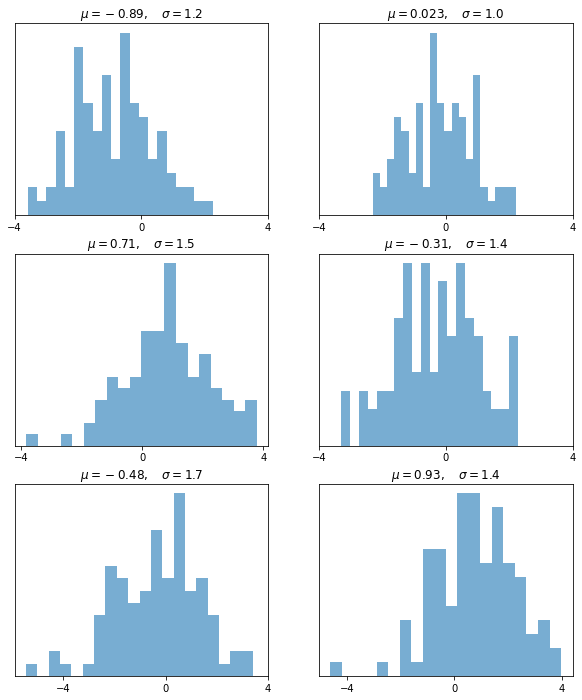 μ = −0.89, σ = 1.2
μ = 0.023, σ = 1.0
−4 0 4
−4 0 4
μ = 0.71, σ = 1.5
μ = −0.31, σ = 1.4
−4 0 4
−4 0 4
μ = −0.48, σ = 1.7
μ = 0.93, σ = 1.4
−4 0 4
−4 0 4